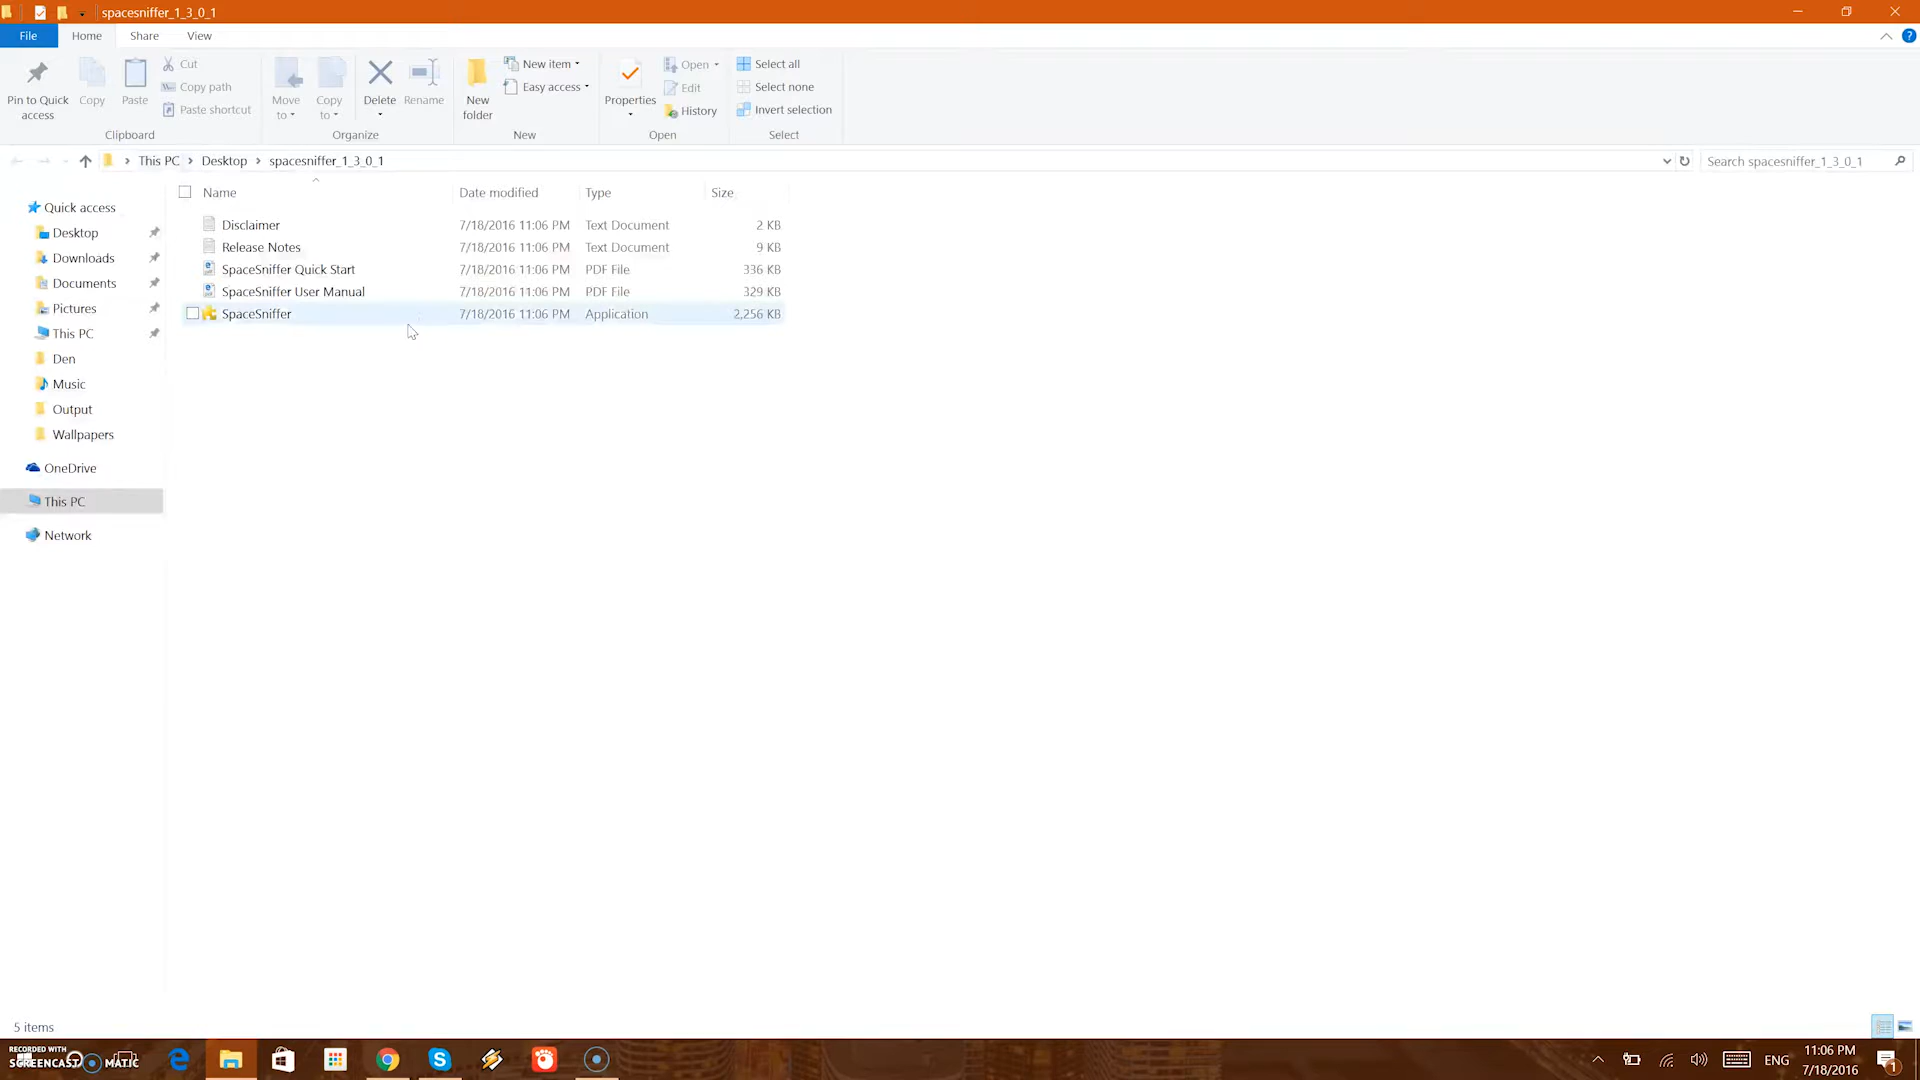 spacesniffer_1_3_0_1
File Home Share View
Pin to Quick access
Copy
Paste
Cut
Copy path
Paste shortcut
Clipboard
Move to
Copy to
Delete
Rename
Organize
New folder
New item
Easy access
New
Properties
Open
Edit
History
Open
Select all
Select none
Invert selection
Select
This PC Desktop spacesniffer_1_3_0_1
Search spacesniffer_1_3_0_1
Quick access
Desktop
Downloads
Documents
Pictures
This PC
Den
Music
Output
Wallpapers
OneDrive
This PC
Network
Name Date modified Type Size
Disclaimer 7/18/2016 11:06 PM Text Document 2 KB
Release Notes 7/18/2016 11:06 PM Text Document 9 KB
SpaceSniffer Quick Start 7/18/2016 11:06 PM PDF File 336 KB
SpaceSniffer User Manual 7/18/2016 11:06 PM PDF File 329 KB
SpaceSniffer 7/18/2016 11:06 PM Application 2,256 KB
5 items
RECORDED WITH
SCREENCAST MATIC
ENG
11:06 PM
7/18/2016
1